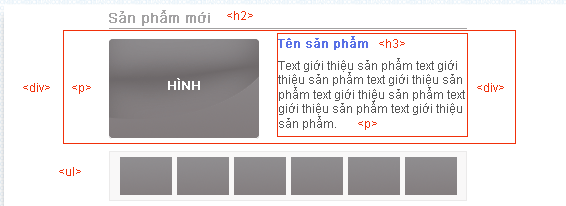 Sản phẩm mới <h2>
Tên sản phẩm <h3>
<div> <p> HÌNH Text giới thiệu sản phẩm text giới <div>
thiệu sản phẩm text giới thiệu sản
phẩm text giới thiệu sản phẩm text
giới thiệu sản phẩm text giới thiệu
sản phẩm. <p>
<ul>